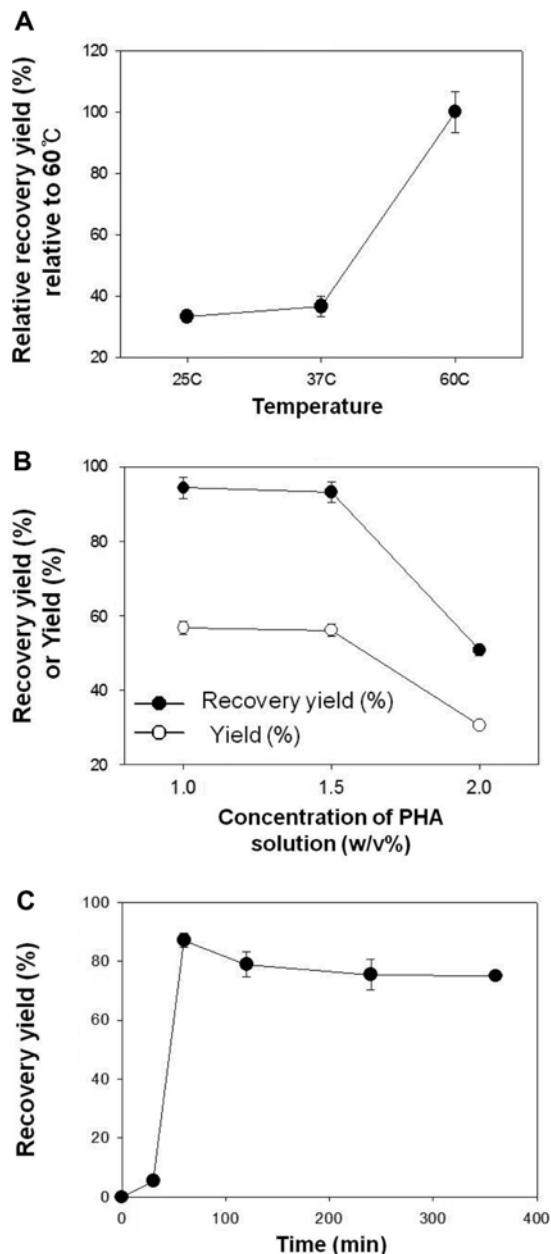 A
Relative recovery yield (%)
relative to 60℃
120
100
80
60
40
20
25C
37C
60C
Temperature
B
Recovery yield (%)
or Yield (%)
100
80
60
40
20
Recovery yield (%)
Yield (%)
1.0
1.5
2.0
Concentration of PHA
solution (w/v%)
C
Recovery yield (%)
100
80
60
40
20
0
0
100
200
300
400
Time (min)